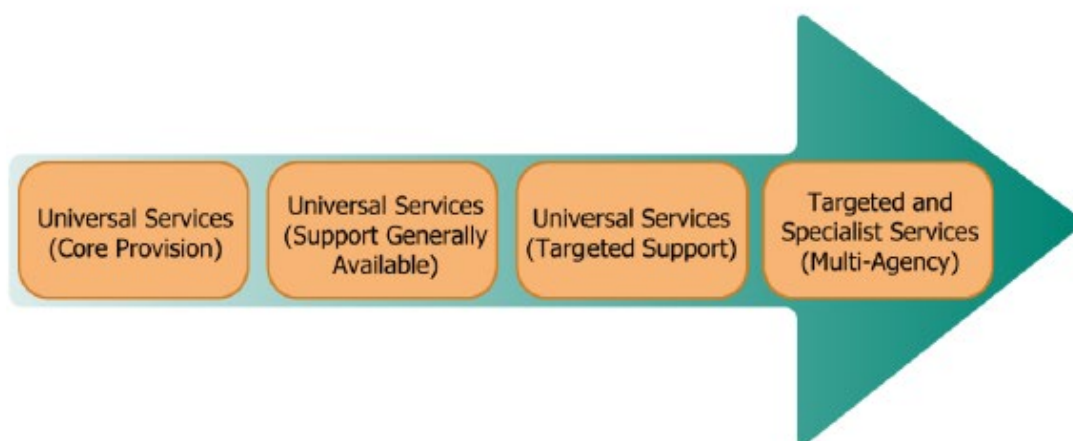 Universal Services
(Core Provision)
Universal Services
(Support Generally
Available)
Universal Services
(Targeted Support)
Targeted and
Specialist Services
(Multi-Agency)